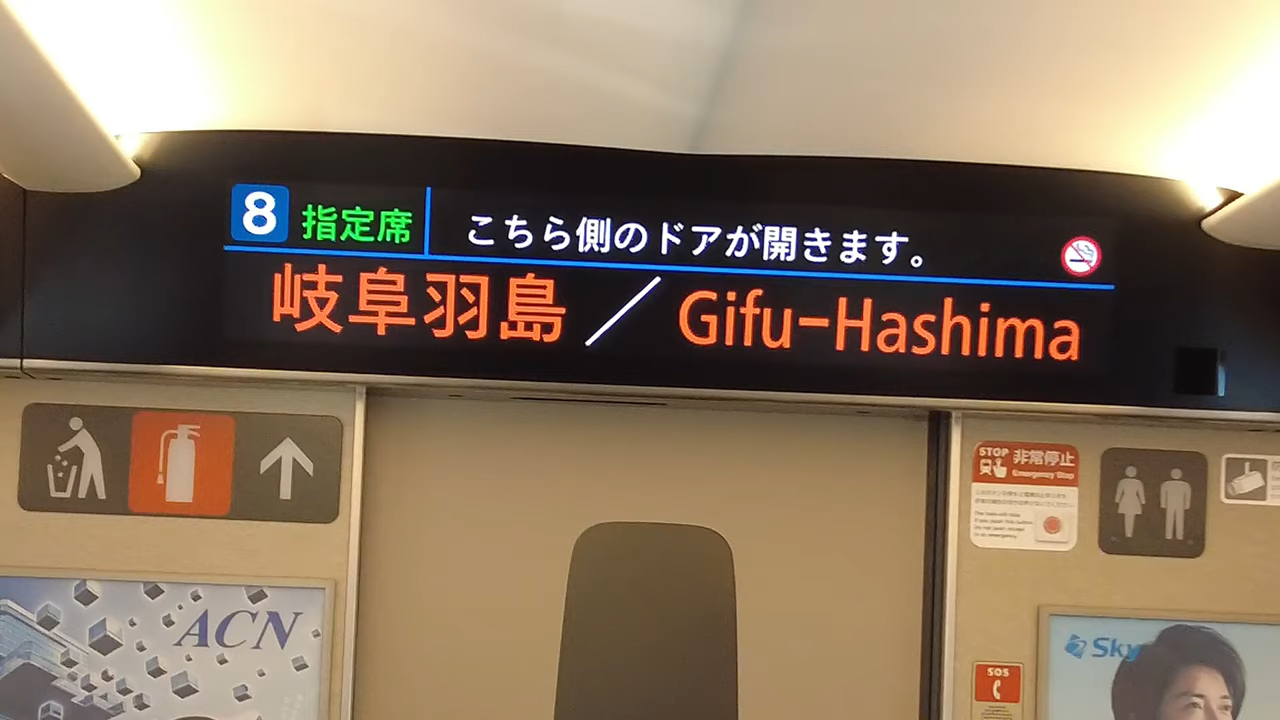 8 指定席 こちら側のドアが開きます。
岐阜羽島／Gifu-Hashima
STOP 非常停止
Emergency Stop
ACN
Sky
SOS